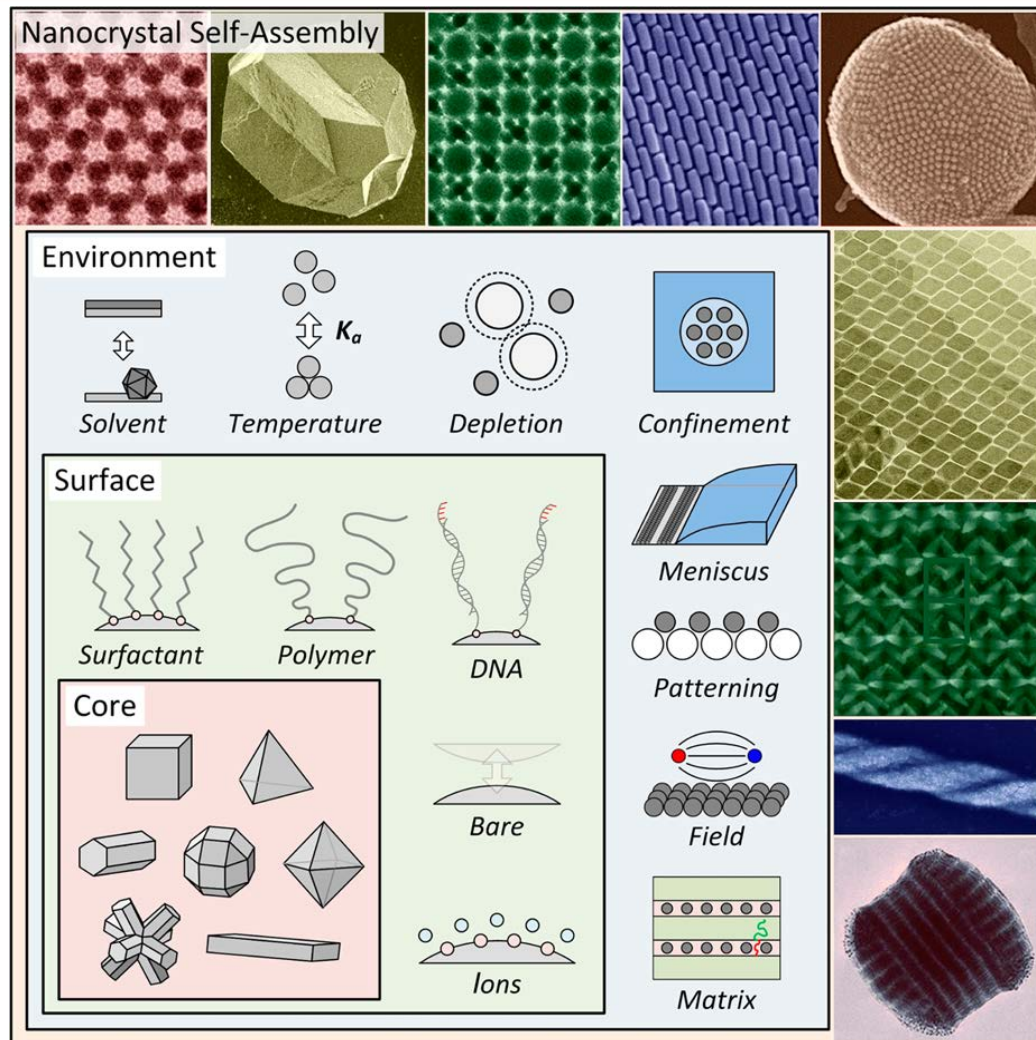 Nanocrystal Self-Assembly
Environment
Kₐ
Solvent
Temperature
Depletion
Confinement
Surface
Meniscus
Surfactant
Polymer
DNA
Patterning
Core
Bare
Field
Ions
Matrix